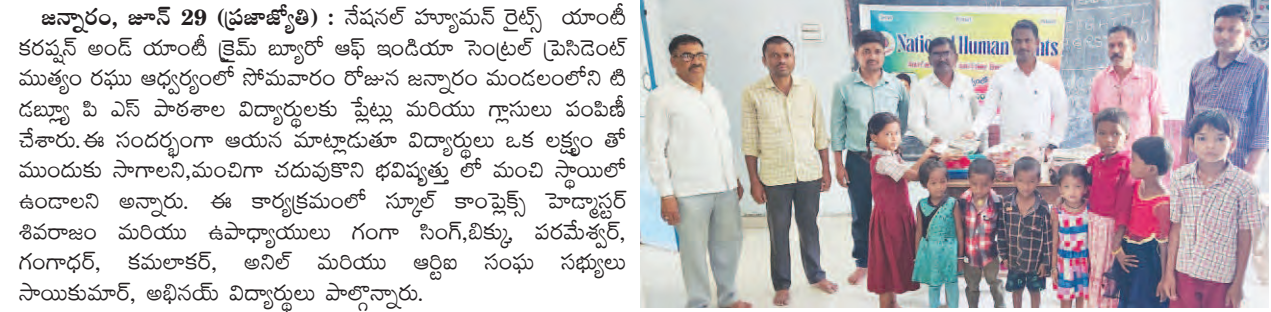 జన్నారం, జూన్ 29 (ప్రజాజ్యోతి) : నేషనల్ హ్యూమన్ రైట్స్ యాంటీ
కరప్షన్ అండ్ యాంటీ క్రైమ్ బ్యూరో ఆఫ్ ఇండియా సెంట్రల్ ప్రెసిడెంట్
ముత్యం రఘు ఆధ్వర్యంలో సోమవారం రోజున జన్నారం మండలంలోని టి
డబ్ల్యూ పి ఎస్ పాఠశాల విద్యార్థులకు ప్లేట్లు మరియు గ్లాసులు పంపిణీ
చేశారు.ఈ సందర్భంగా ఆయన మాట్లాడుతూ విద్యార్థులు ఒక లక్ష్యం తో
ముందుకు సాగాలని,మంచిగా చదువుకొని భవిష్యత్తు లో మంచి స్థాయిలో
ఉండాలని అన్నారు. ఈ కార్యక్రమంలో స్కూల్ కాంప్లెక్స్ హెడ్మాస్టర్
శివరాజం మరియు ఉపాధ్యాయులు గంగా సింగ్,బిక్కు పరమేశ్వర్,
గంగాధర్, కమలాకర్, అనిల్ మరియు ఆర్టిఐ సంఘ సభ్యులు
సాయికుమార్, అభినయ్ విద్యార్థులు పాల్గొన్నారు.
National Human